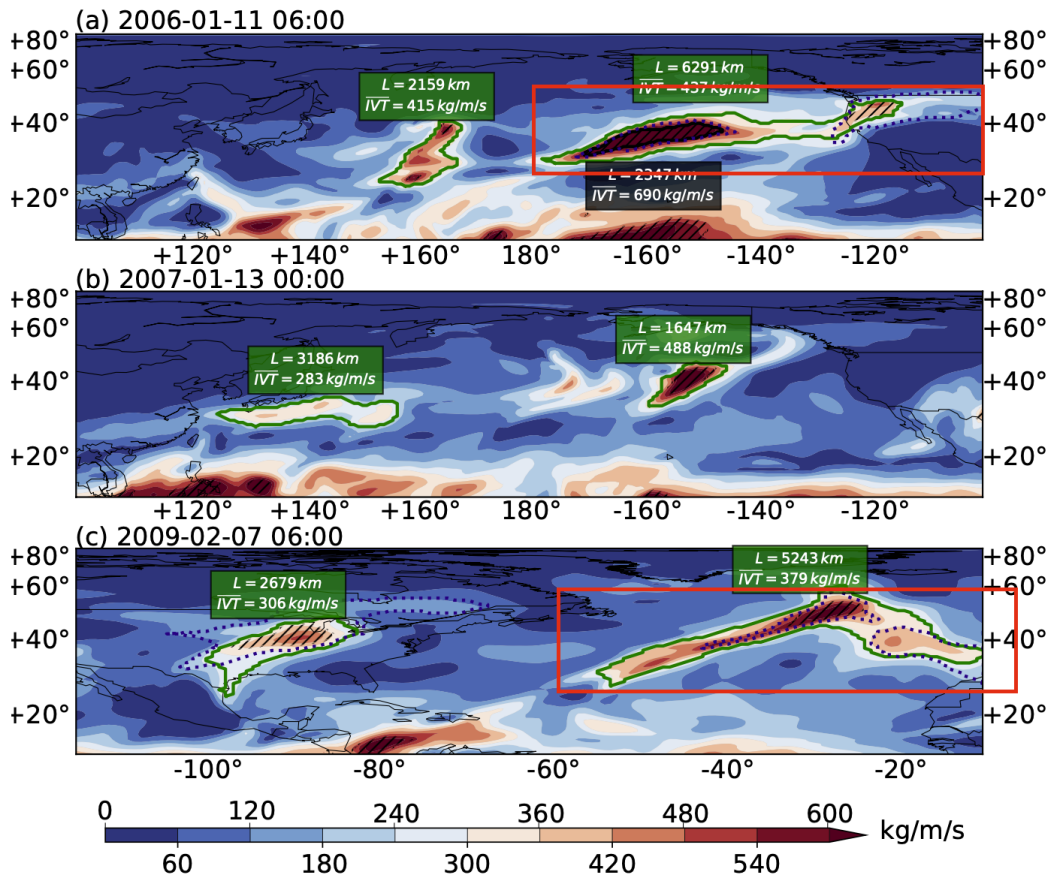 (a) 2006-01-11 06:00
+80° +80°
+60° +60°
+40° +40°
+20° +20°
L = 2159 km
IVT = 415 kg/m/s
L = 6291 km
IVT = 437 kg/m/s
L = 2347 km
IVT = 690 kg/m/s
+120° +140° +160° 180° -160° -140° -120°
(b) 2007-01-13 00:00
+80° +80°
+60° +60°
+40° +40°
+20° +20°
L = 3186 km
IVT = 283 kg/m/s
L = 1647 km
IVT = 488 kg/m/s
+120° +140° +160° 180° -160° -140° -120°
(c) 2009-02-07 06:00
+80° +80°
+60° +60°
+40° +40°
+20° +20°
L = 2679 km
IVT = 306 kg/m/s
L = 5243 km
IVT = 379 kg/m/s
-100° -80° -60° -40° -20°
0 120 240 360 480 600
kg/m/s
60 180 300 420 540